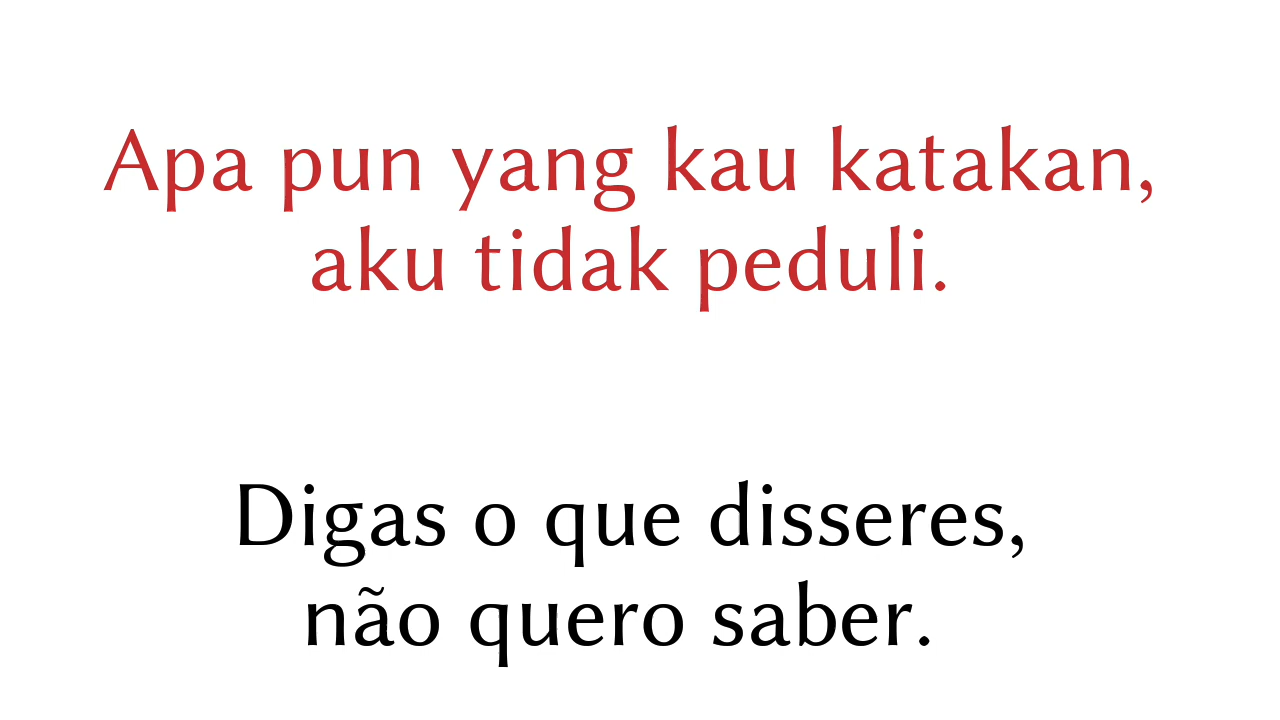 Apa pun yang kau katakan,
aku tidak peduli.
Digas o que disseres,
não quero saber.